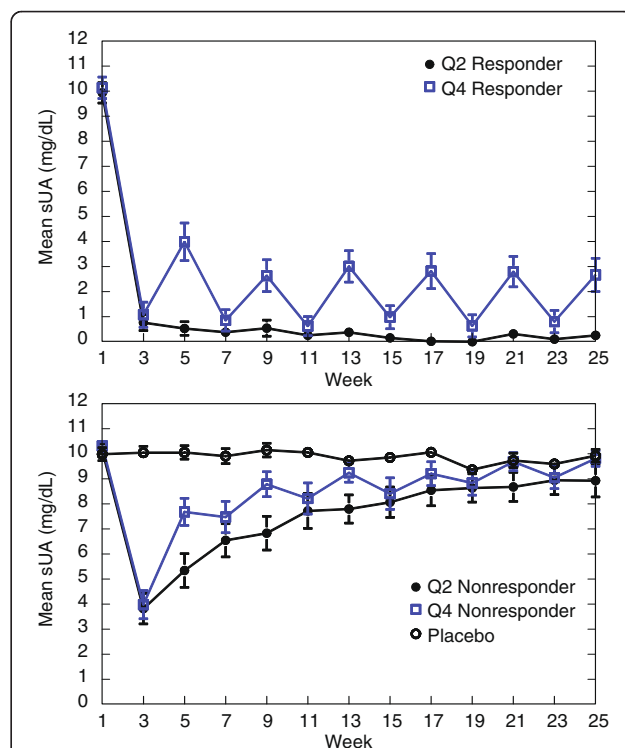 12
11
10
9
8
7
6
5
4
3
2
1
0
Mean sUA (mg/dL)
Q2 Responder
Q4 Responder
1 3 5 7 9 11 13 15 17 19 21 23 25
Week
12
11
10
9
8
7
6
5
4
3
2
1
0
Mean sUA (mg/dL)
Q2 Nonresponder
Q4 Nonresponder
Placebo
1 3 5 7 9 11 13 15 17 19 21 23 25
Week